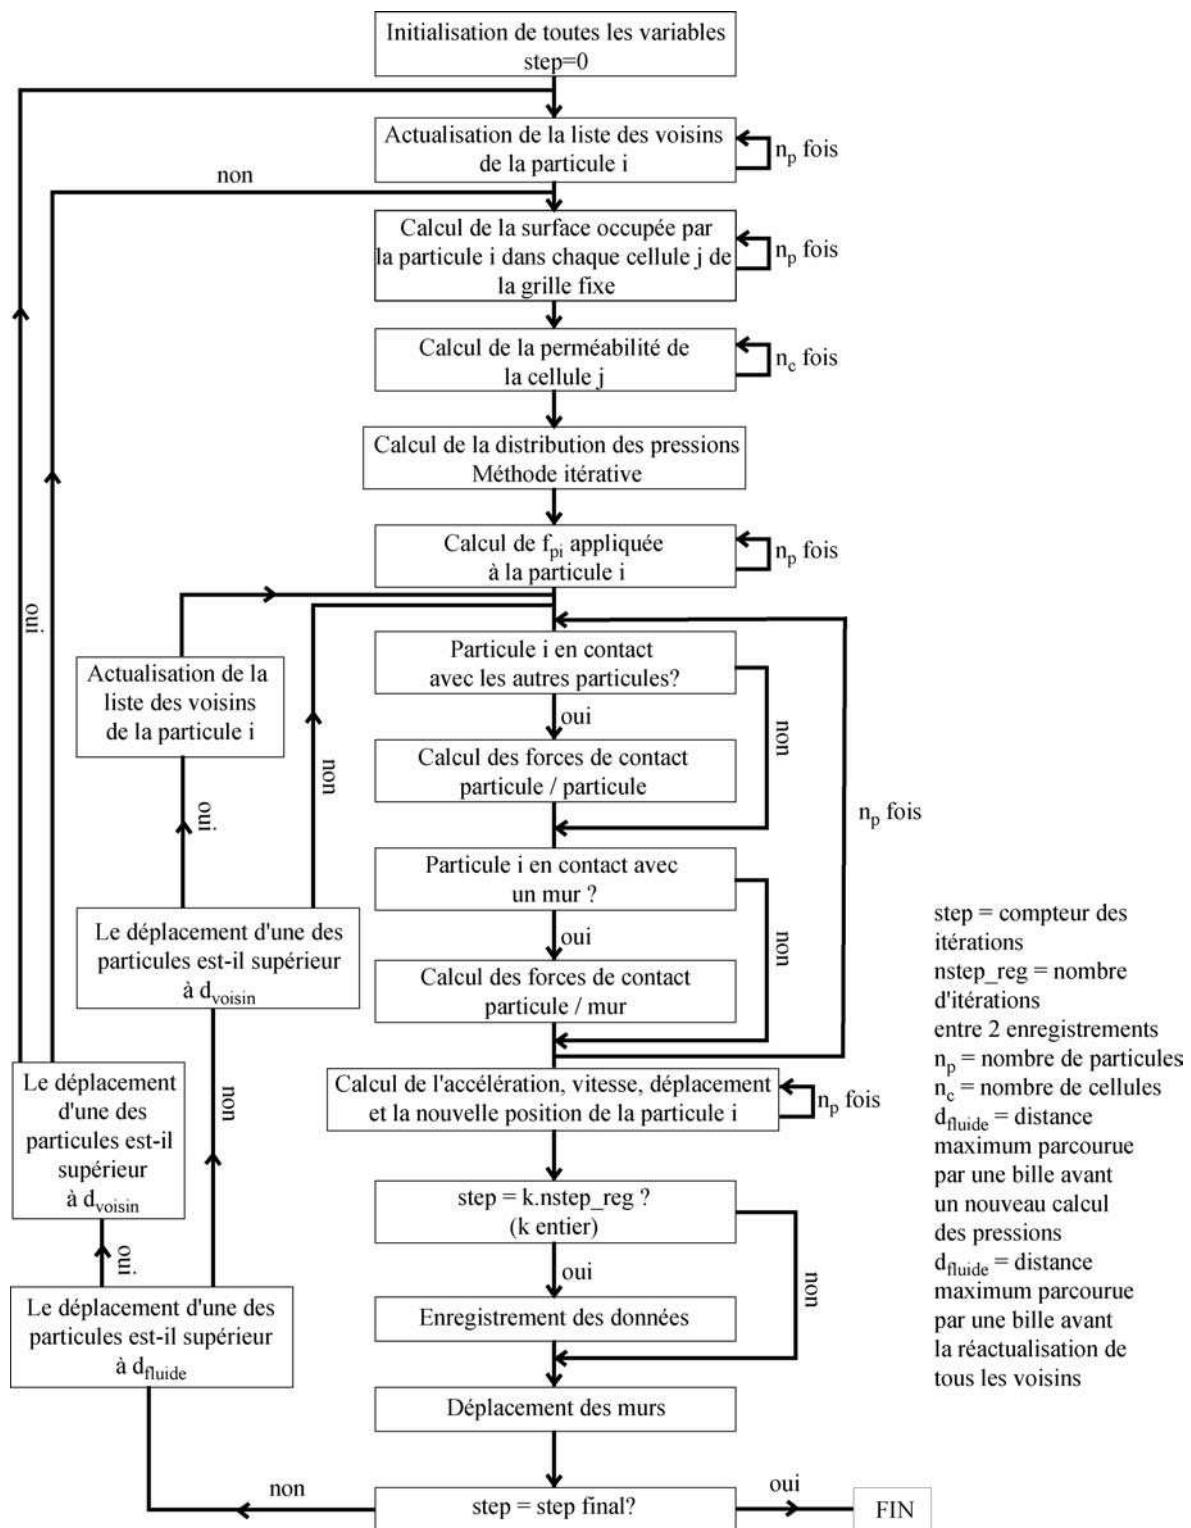 Initialisation de toutes les variables
step=0
Actualisation de la liste des voisins
de la particule i
n_p fois
non
Calcul de la surface occupée par
la particule i dans chaque cellule j de
la grille fixe
n_p fois
Calcul de la perméabilité de
la cellule j
n_c fois
Calcul de la distribution des pressions
Méthode itérative
Calcul de f_pi appliquée
à la particule i
n_p fois
oui
Actualisation de la
liste des voisins
de la particule i
Particule i en contact
avec les autres particules?
oui
non
non
Calcul des forces de contact
particule / particule
oui
n_p fois
Particule i en contact avec
un mur ?
oui
non
Le déplacement d'une des
particules est-il supérieur
à d_voisin
Calcul des forces de contact
particule / mur
non
Le déplacement
d'une des
particules est-il
supérieur
à d_voisin
Calcul de l'accélération, vitesse, déplacement
et la nouvelle position de la particule i
n_p fois
step = k.nstep_reg ?
(k entier)
oui
non
oui
Le déplacement d'une des
particules est-il supérieur
à d_fluide
Enregistrement des données
Déplacement des murs
non
step = step final?
oui
FIN
step = compteur des
itérations
nstep_reg = nombre
d'itérations
entre 2 enregistrements
n_p = nombre de particules
n_c = nombre de cellules
d_fluide = distance
maximum parcourue
par une bille avant
un nouveau calcul
des pressions
d_fluide = distance
maximum parcourue
par une bille avant
la réactualisation de
tous les voisins